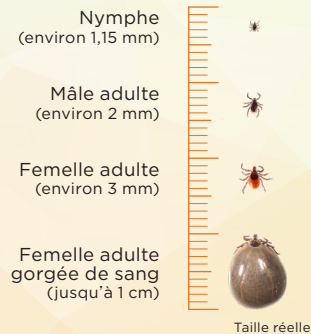 Nymphe
(environ 1,15 mm)
Mâle adulte
(environ 2 mm)
Femelle adulte
(environ 3 mm)
Femelle adulte
gorgée de sang
(jusqu'à 1 cm)
Taille réelle